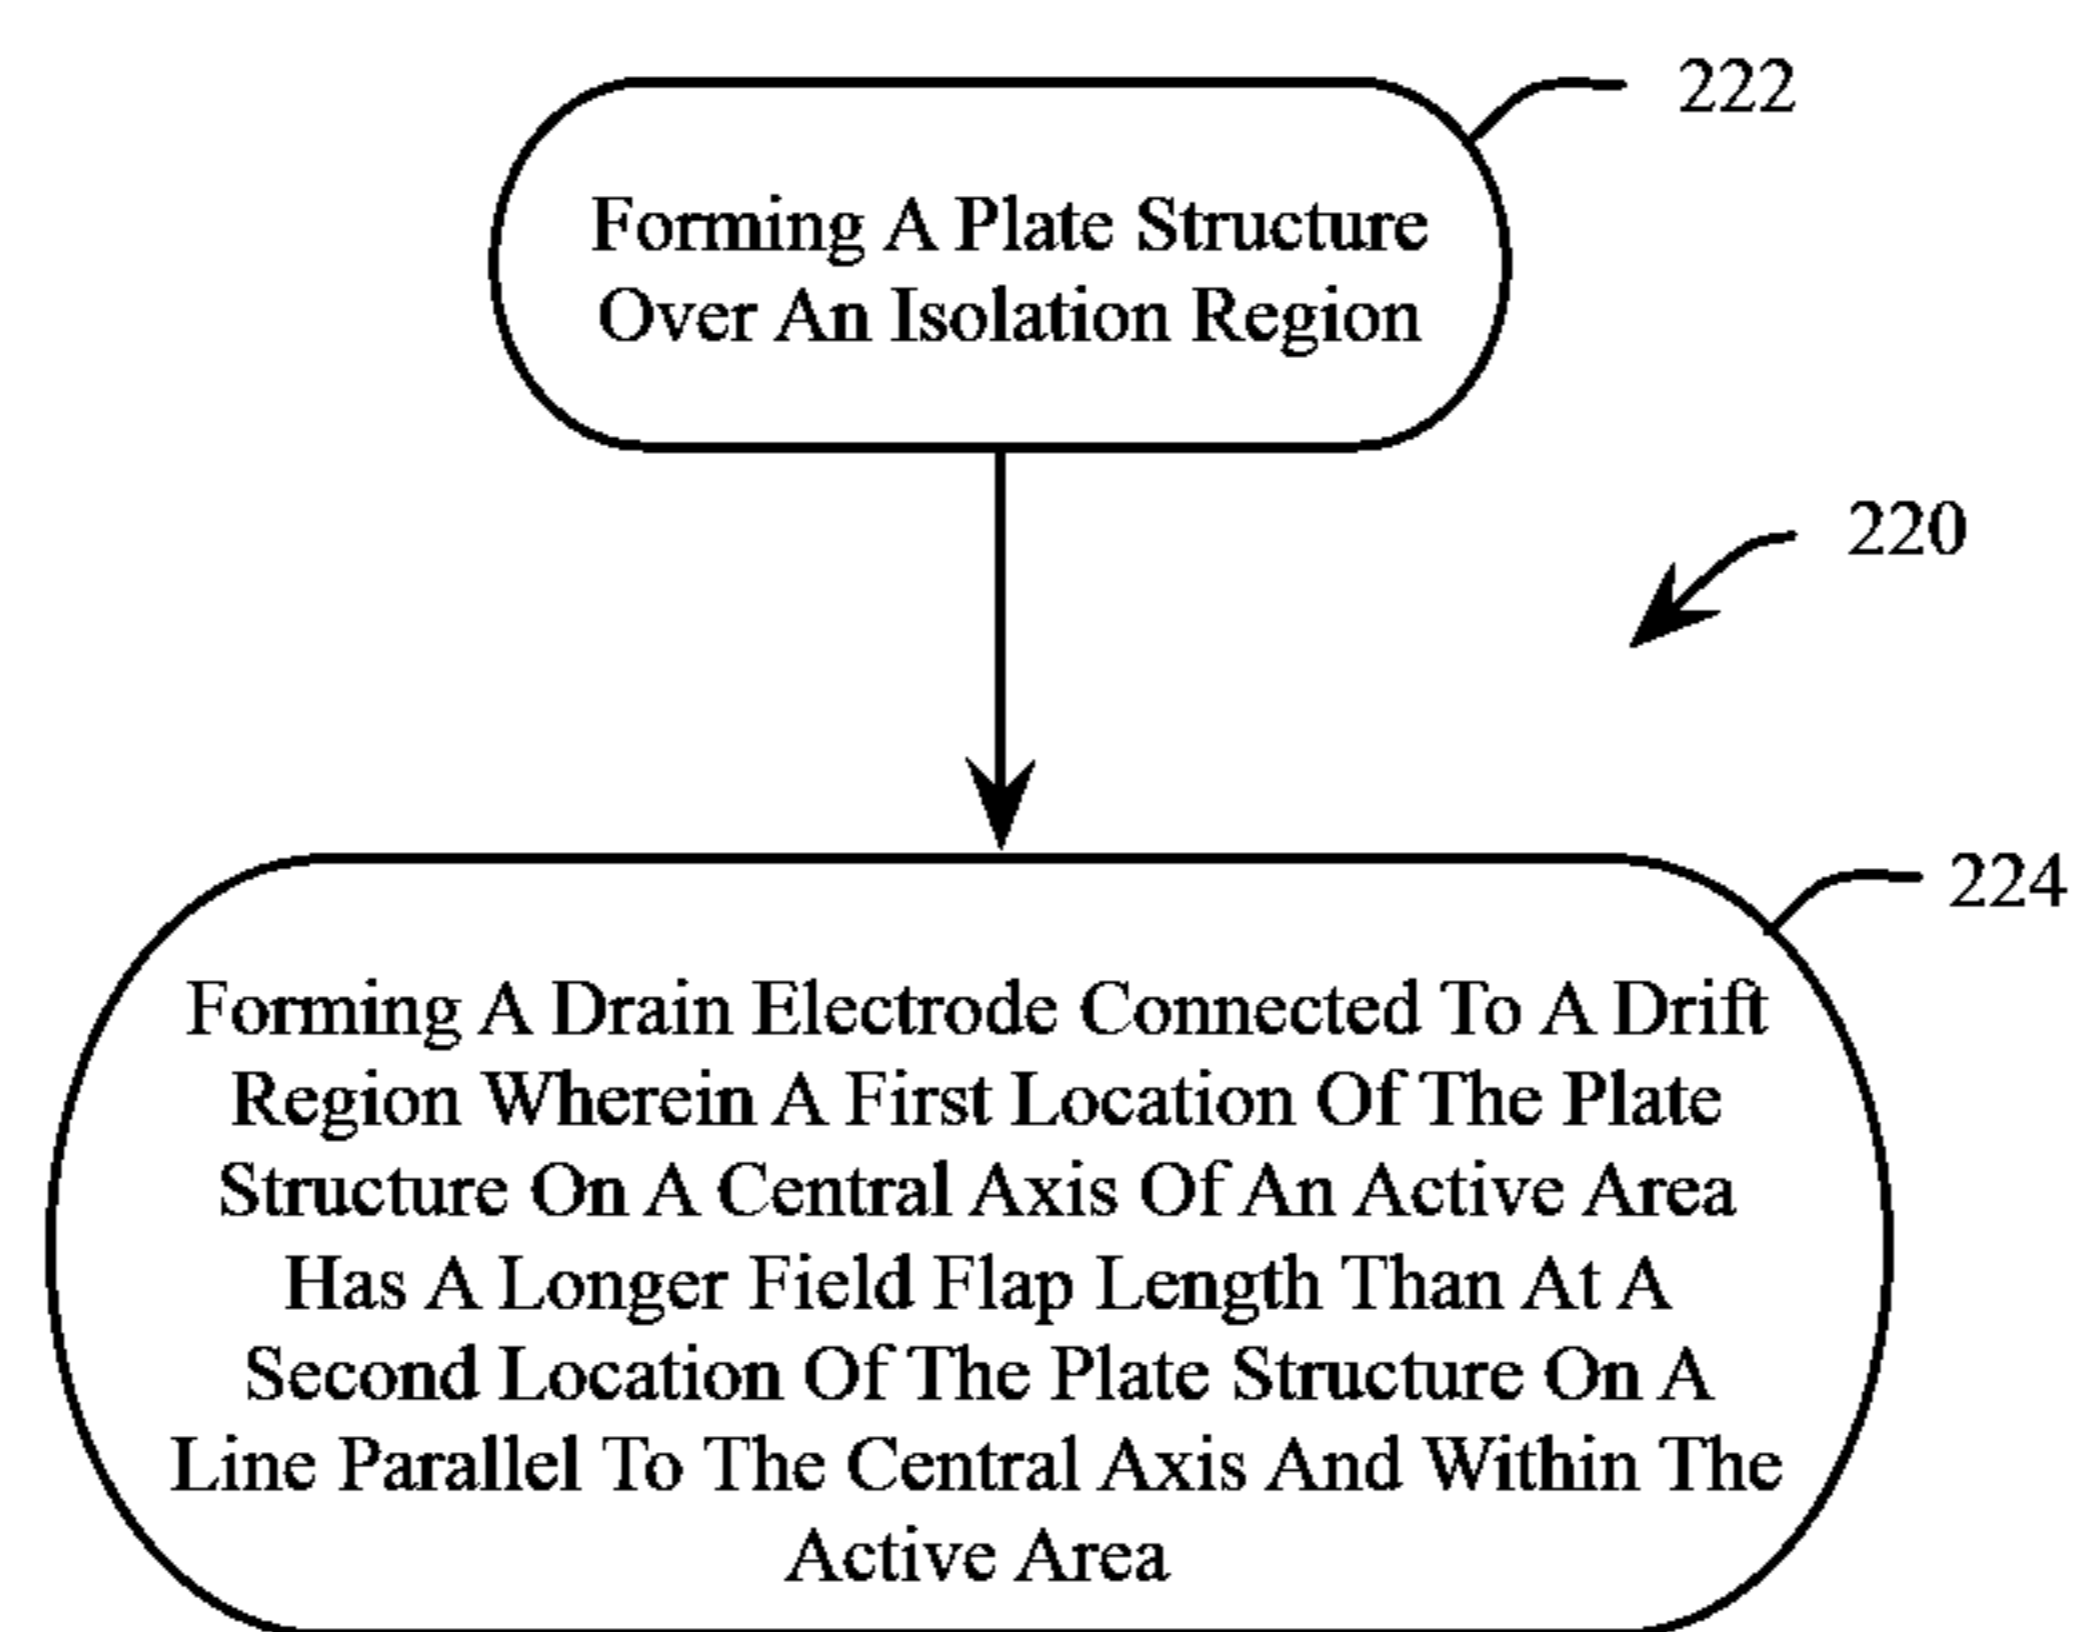 222
Forming A Plate Structure
Over An Isolation Region
220
224
Forming A Drain Electrode Connected To A Drift
Region Wherein A First Location Of The Plate
Structure On A Central Axis Of An Active Area
Has A Longer Field Flap Length Than At A
Second Location Of The Plate Structure On A
Line Parallel To The Central Axis And Within The
Active Area